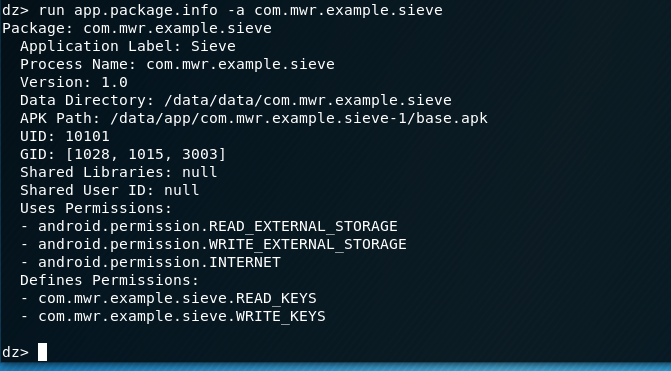 dz> run app.package.info -a com.mwr.example.sieve
Package: com.mwr.example.sieve
  Application Label: Sieve
  Process Name: com.mwr.example.sieve
  Version: 1.0
  Data Directory: /data/data/com.mwr.example.sieve
  APK Path: /data/app/com.mwr.example.sieve-1/base.apk
  UID: 10101
  GID: [1028, 1015, 3003]
  Shared Libraries: null
  Shared User ID: null
  Uses Permissions:
  - android.permission.READ_EXTERNAL_STORAGE
  - android.permission.WRITE_EXTERNAL_STORAGE
  - android.permission.INTERNET
  Defines Permissions:
  - com.mwr.example.sieve.READ_KEYS
  - com.mwr.example.sieve.WRITE_KEYS
dz>